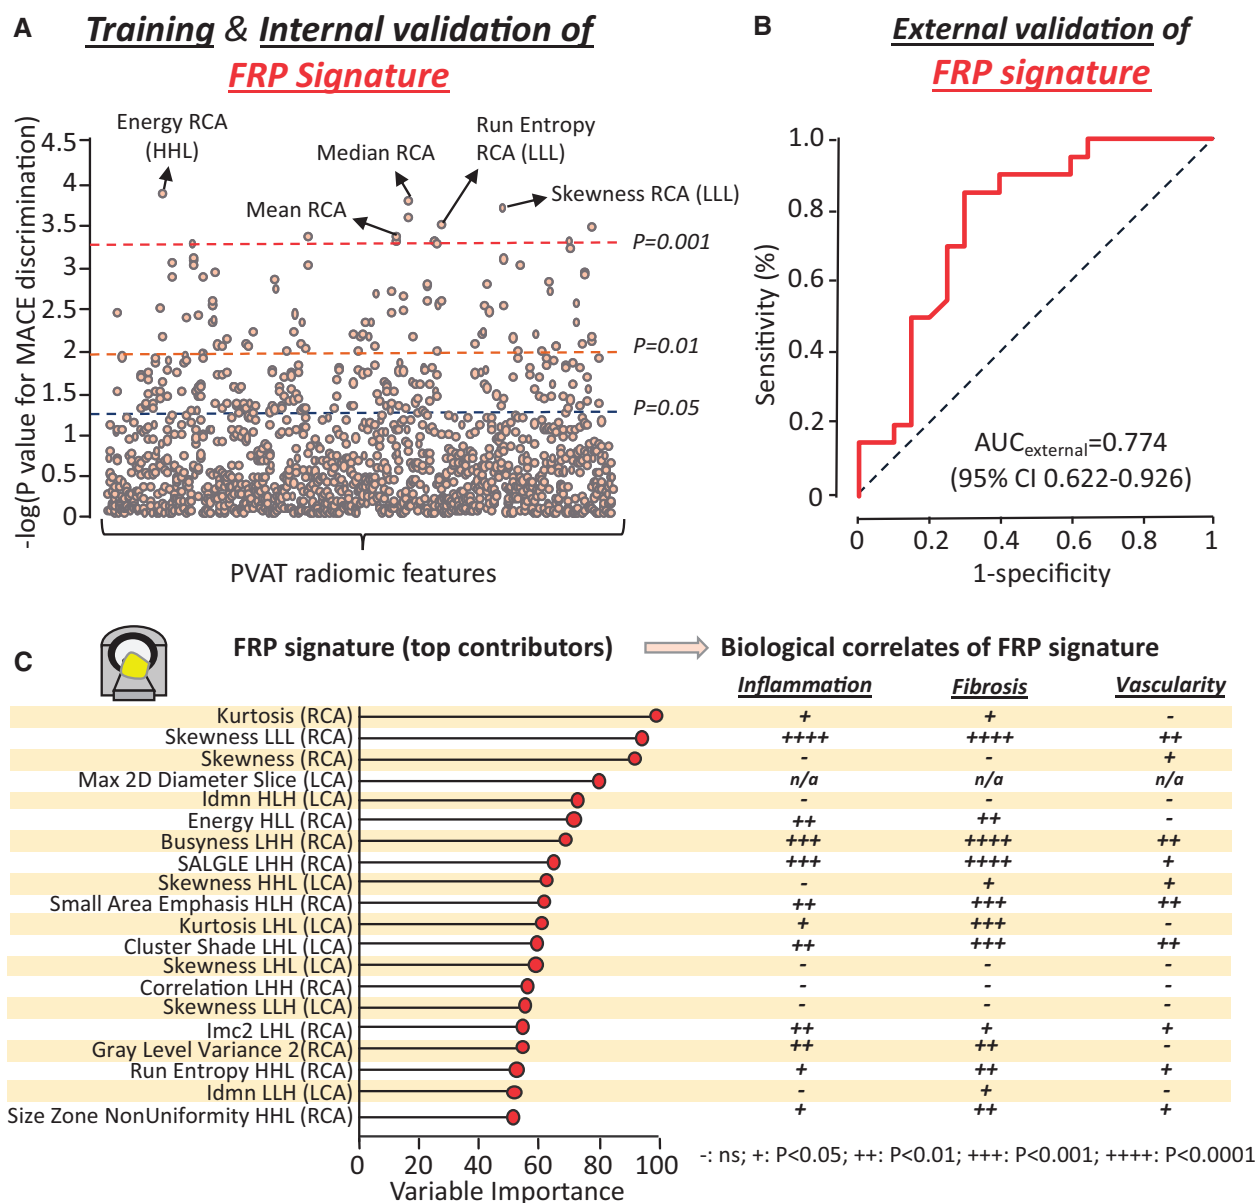 A
Training & Internal validation of
FRP Signature
-log(P value for MACE discrimination)
4.5
4
3.5
3
2.5
2
1.5
1
0.5
0
Energy RCA
(HHL)
Median RCA
Run Entropy
RCA (LLL)
Mean RCA
Skewness RCA (LLL)
P=0.001
P=0.01
P=0.05
PVAT radiomic features
B
External validation of
FRP signature
Sensitivity (%)
1.0
0.8
0.6
0.4
0.2
0
AUCexternal=0.774
(95% CI 0.622-0.926)
0 0.2 0.4 0.6 0.8 1
1-specificity
C
FRP signature (top contributors) Biological correlates of FRP signature
Inflammation Fibrosis Vascularity
Kurtosis (RCA) + + -
Skewness LLL (RCA) ++++ ++++ ++
Skewness (RCA) - - +
Max 2D Diameter Slice (LCA) n/a n/a n/a
Idmn HLH (LCA) - - -
Energy HLL (RCA) ++ ++ -
Busyness LHH (RCA) +++ ++++ ++
SALGLE LHH (RCA) +++ ++++ +
Skewness HHL (LCA) - + +
Small Area Emphasis HLH (RCA) ++ +++ ++
Kurtosis LHL (LCA) + +++ -
Cluster Shade LHL (LCA) ++ +++ ++
Skewness LHL (LCA) - - -
Correlation LHH (RCA) - - -
Skewness LLH (LCA) - - -
Imc2 LHL (RCA) ++ + +
Gray Level Variance 2(RCA) ++ ++ -
Run Entropy HHL (RCA) + ++ +
Idmn LLH (LCA) - + -
Size Zone NonUniformity HHL (RCA) + ++ +
0 20 40 60 80 100
Variable Importance
-: ns; +: P<0.05; ++: P<0.01; +++: P<0.001; ++++: P<0.0001